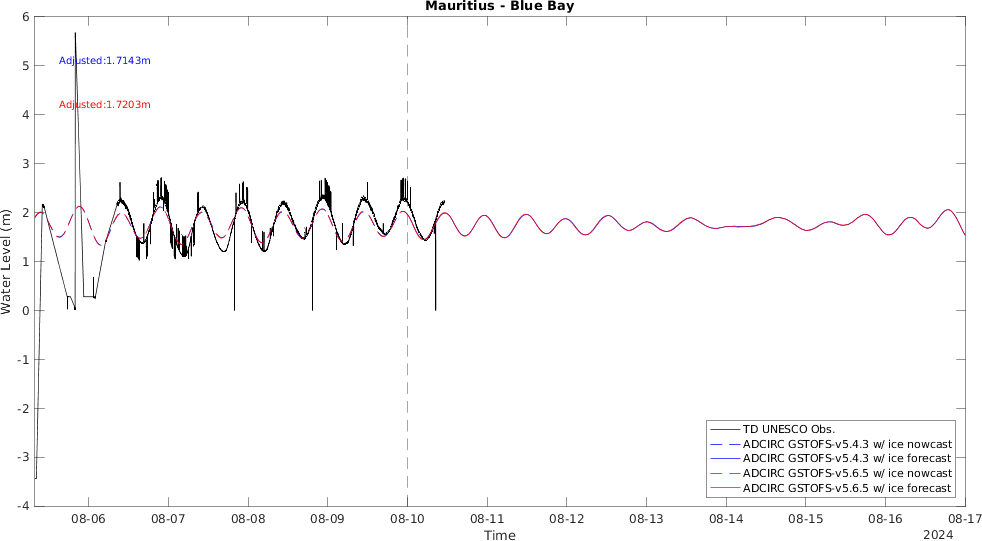 Mauritius - Blue Bay
Water Level (m)
6
5
4
3
2
1
0
-1
-2
-3
-4
Adjusted:1.7143m
Adjusted:1.7203m
TD UNESCO Obs.
ADCIRC GSTOFS-v5.4.3 w/ ice nowcast
ADCIRC GSTOFS-v5.4.3 w/ ice forecast
ADCIRC GSTOFS-v5.6.5 w/ ice nowcast
ADCIRC GSTOFS-v5.6.5 w/ ice forecast
08-06 08-07 08-08 08-09 08-10 08-11 08-12 08-13 08-14 08-15 08-16 08-17
Time
2024